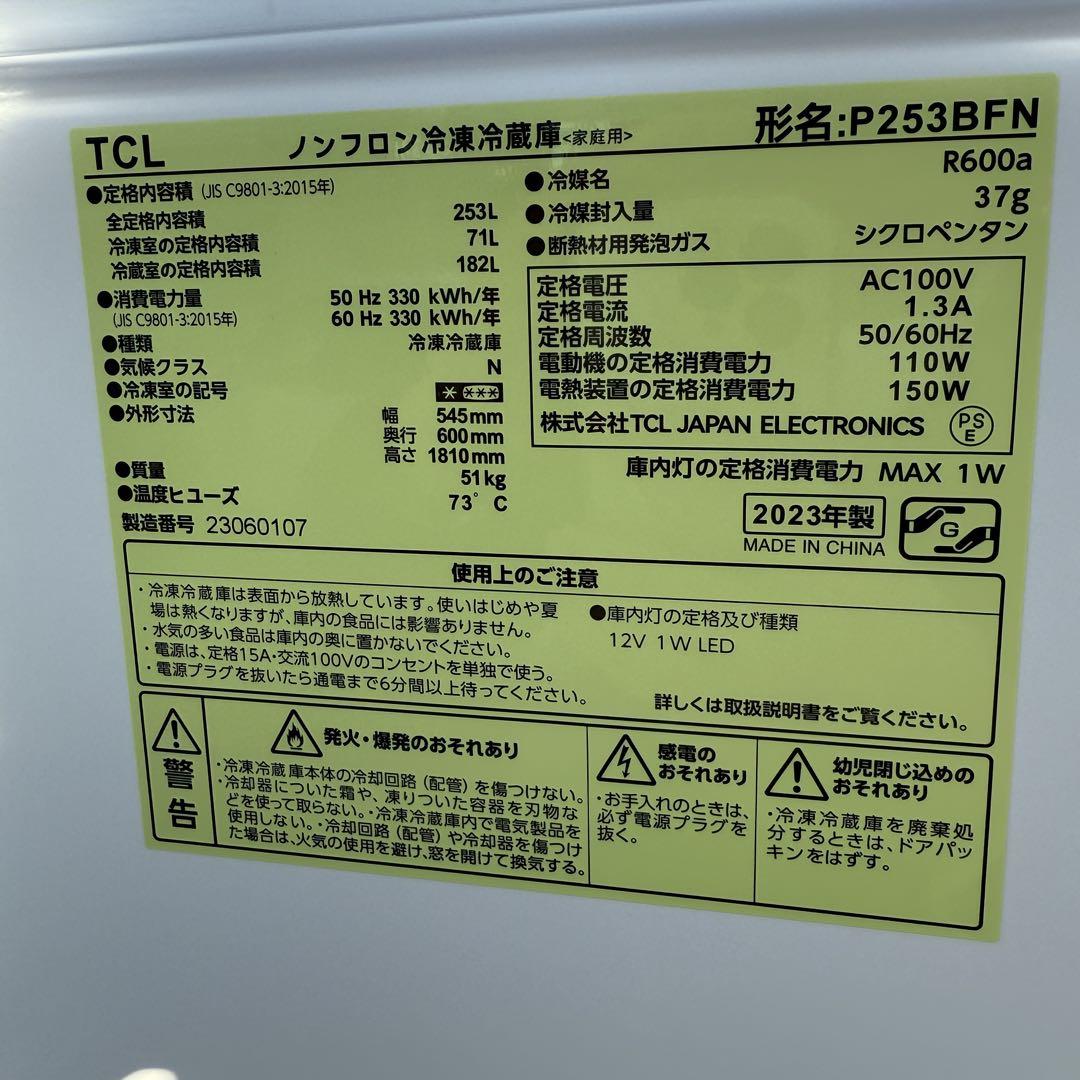 TCL ノンフロン冷凍冷蔵庫<家庭用> 形名:P253BFN
●定格内容積 (JIS C9801-3:2015年)
全定格内容積 253L
冷凍室の定格内容積 71L
冷蔵室の定格内容積 182L
●消費電力量 50 Hz 330 kWh/年
(JIS C9801-3:2015年) 60 Hz 330 kWh/年
●種類 冷凍冷蔵庫
●気候クラス N
●冷凍室の記号 * ***
●外形寸法 幅 545mm
奥行 600mm
高さ 1810mm
●質量 51kg
●温度ヒューズ 73°C
製造番号 23060107
●冷媒名 R600a
●冷媒封入量 37g
●断熱材用発泡ガス シクロペンタン
定格電圧 AC100V
定格電流 1.3A
定格周波数 50/60Hz
電動機の定格消費電力 110W
電熱装置の定格消費電力 150W
株式会社TCL JAPAN ELECTRONICS PSE
庫内灯の定格消費電力 MAX 1W
2023年製
MADE IN CHINA
G
使用上のご注意
・冷凍冷蔵庫は表面から放熱しています。使いはじめや夏
場は熱くなりますが、庫内の食品には影響ありません。
・水気の多い食品は庫内の奥に置かないでください。
・電源は、定格15A・交流100Vのコンセントを単独で使う。
・電源プラグを抜いたら通電まで6分間以上待ってください。
●庫内灯の定格及び種類
12V 1W LED
詳しくは取扱説明書をご覧ください。
警告
発火・爆発のおそれあり
・冷凍冷蔵庫本体の冷却回路（配管）を傷つけない。
・冷却器についた霜や、凍りついた容器を刃物な
どを使って取らない。・冷凍冷蔵庫内で電気製品を
使用しない。・冷却回路（配管）や冷却器を傷つけ
た場合は、火気の使用を避け、窓を開けて換気する。
感電の
おそれあり
・お手入れのときは、
必ず電源プラグを
抜く。
幼児閉じ込めの
おそれあり
・冷凍冷蔵庫を廃棄処
分するときは、ドアパッ
キンをはずす。